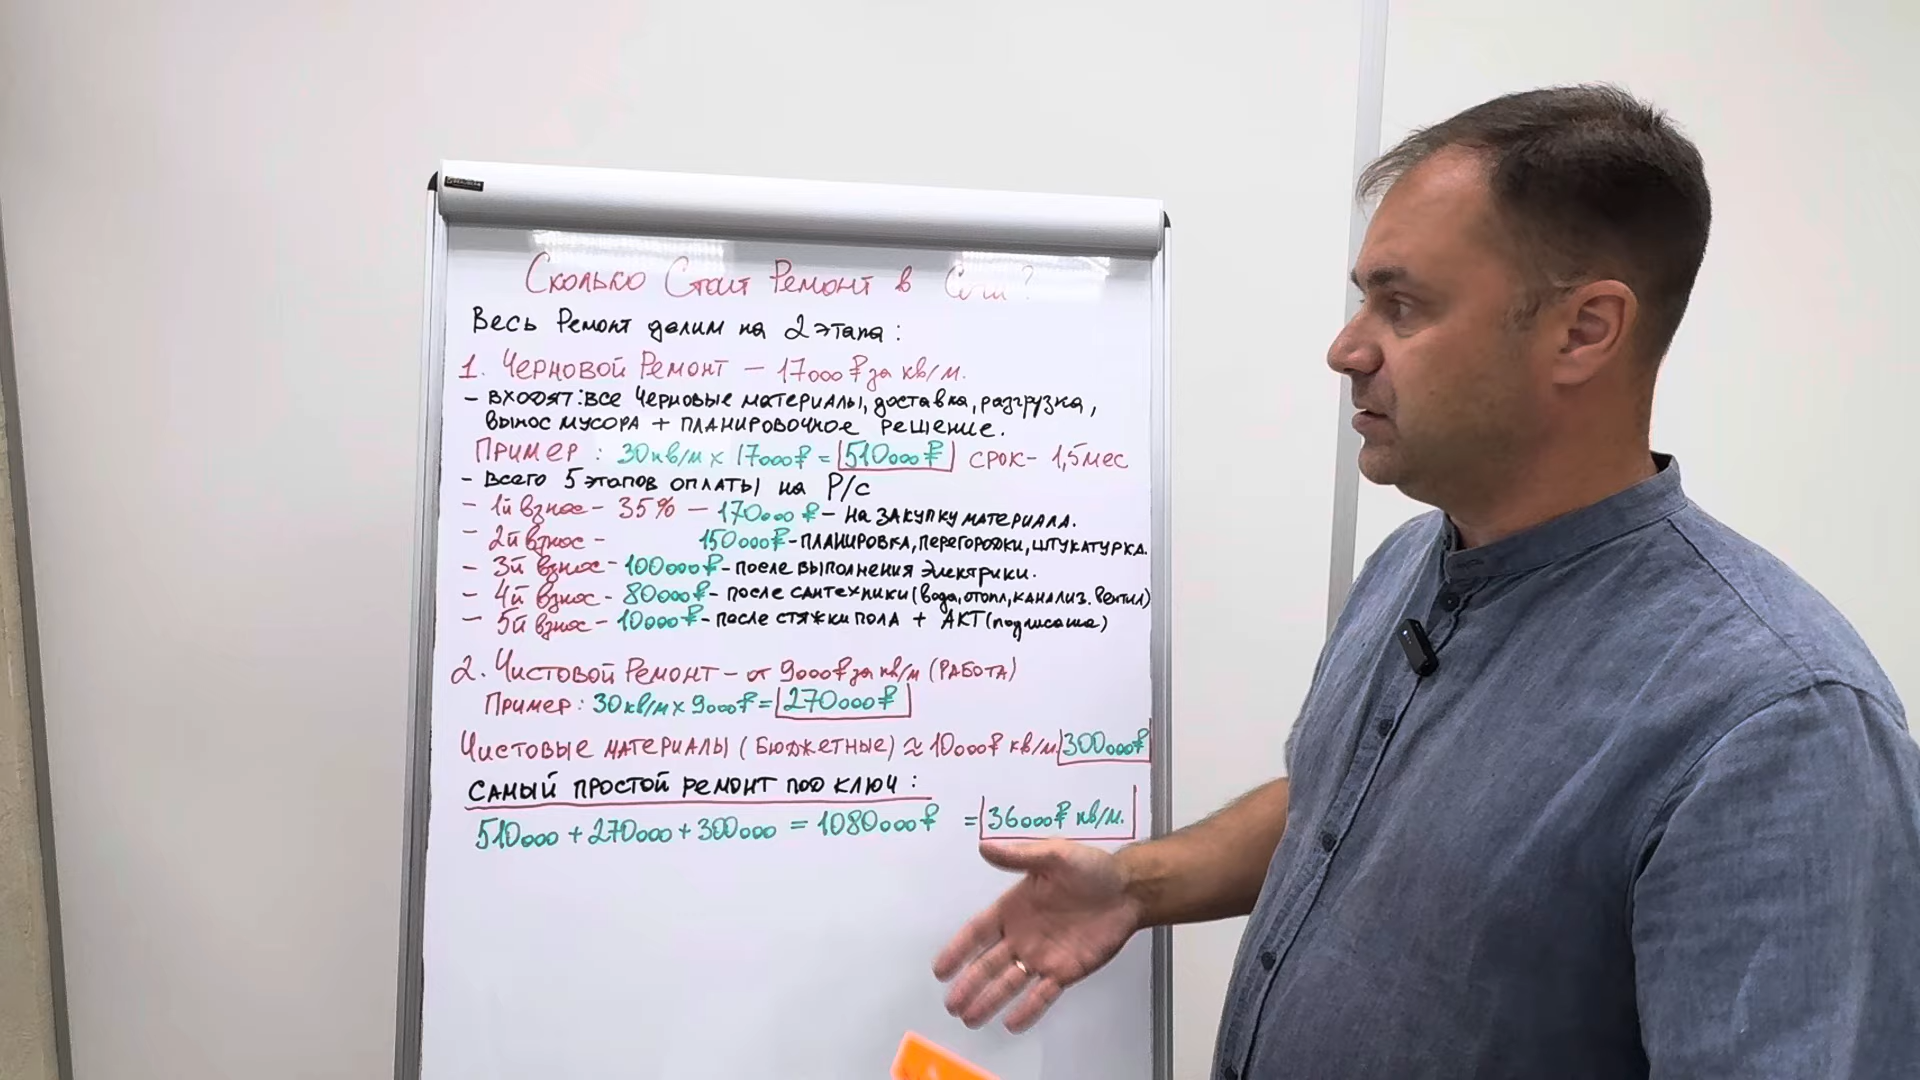 Сколько Стоит Ремонт в Сочи?
Весь Ремонт делим на 2 этапа:
1. Черновой Ремонт – 17000₽ за кв/м.
- входят: все черновые материалы, доставка, разгрузка,
вынос мусора + планировочное решение.
Пример: 30кв/м х 17000₽ = 510000₽ срок- 1,5мес
- всего 5 этапов оплаты на Р/с
- 1й взнос - 35% – 170000₽ – на закупку материала.
- 2й взнос - 150000₽ - планировка, перегородки, штукатурка.
- 3й взнос - 100000₽ - после выполнения электрики.
- 4й взнос - 80000₽ - после сантехники (вода, отопл, канализ. вентил)
- 5й взнос - 10000₽ - после стяжки пола + АКТ (подписание)
2. Чистовой Ремонт – от 9000₽ за кв/м (Работа)
Пример: 30кв/м х 9000₽ = 270000₽
Чистовые материалы (бюджетные) ≈ 10000₽ кв/м 300000₽
Самый простой ремонт под ключ:
510000 + 270000 + 300000 = 1080000₽ = 36000₽ кв/м.